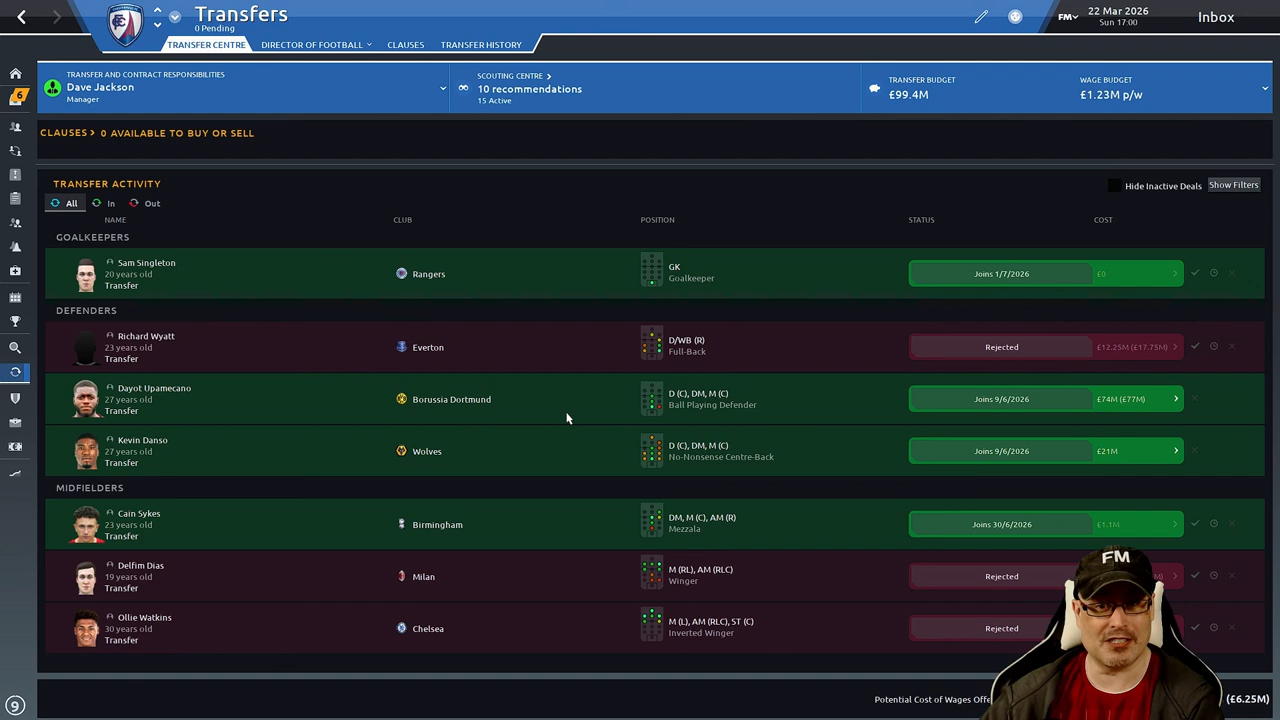 Transfers
0 Pending
FM
22 Mar 2026
Sun 17:00
Inbox
TRANSFER CENTRE
DIRECTOR OF FOOTBALL
CLAUSES
TRANSFER HISTORY
6
TRANSFER AND CONTRACT RESPONSIBILITIES
Dave Jackson
Manager
SCOUTING CENTRE >
10 recommendations
15 Active
TRANSFER BUDGET
£99.4M
WAGE BUDGET
£1.23M p/w
CLAUSES > 0 AVAILABLE TO BUY OR SELL
TRANSFER ACTIVITY
Hide Inactive Deals
Show Filters
All
In
Out
NAME
CLUB
POSITION
STATUS
COST
GOALKEEPERS
Sam Singleton
20 years old
Transfer
Rangers
GK
Goalkeeper
Joins 1/7/2026
£0
DEFENDERS
Richard Wyatt
23 years old
Transfer
Everton
D/WB (R)
Full-Back
Rejected
£12.25M (£17.75M)
Dayot Upamecano
27 years old
Transfer
Borussia Dortmund
D (C), DM, M (C)
Ball Playing Defender
Joins 9/6/2026
£74M (£77M)
Kevin Danso
27 years old
Transfer
Wolves
D (C), DM, M (C)
No-Nonsense Centre-Back
Joins 9/6/2026
£21M
MIDFIELDERS
Cain Sykes
23 years old
Transfer
Birmingham
DM, M (C), AM (R)
Mezzala
Joins 30/6/2026
£1.1M
Delfim Dias
19 years old
Transfer
Milan
M (RL), AM (RLC)
Winger
Rejected
Ollie Watkins
30 years old
Transfer
Chelsea
M (L), AM (RLC), ST (C)
Inverted Winger
Rejected
FM
9
Potential Cost of Wages Offe
(£6.25M)